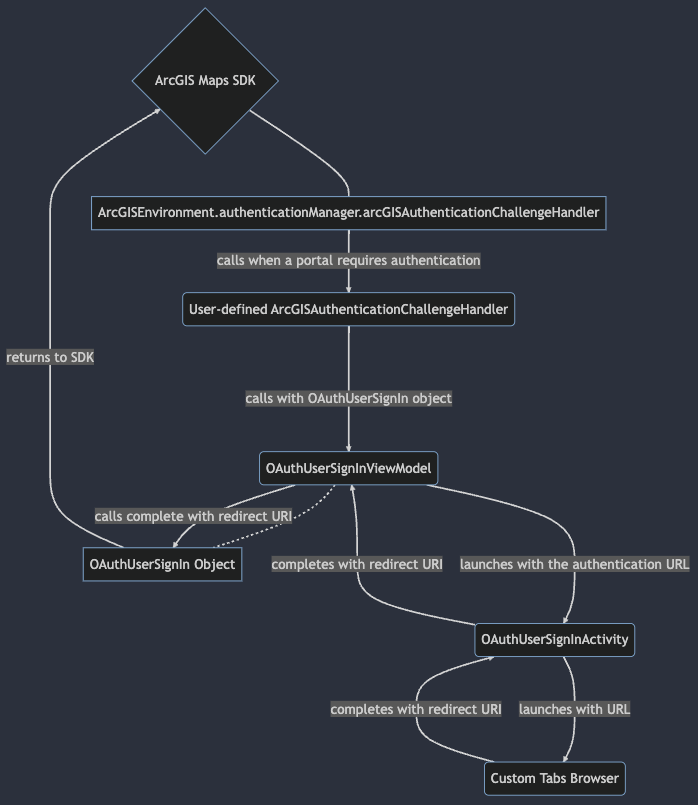 ArcGIS Maps SDK
ArcGISEnvironment.authenticationManager.arcGISAuthenticationChallengeHandler
calls when a portal requires authentication
User-defined ArcGISAuthenticationChallengeHandler
returns to SDK
calls with OAuthUserSignIn object
OAuthUserSignInViewModel
calls complete with redirect URI
OAuthUserSignIn Object
completes with redirect URI
launches with the authentication URL
OAuthUserSignInActivity
completes with redirect URI
launches with URL
Custom Tabs Browser